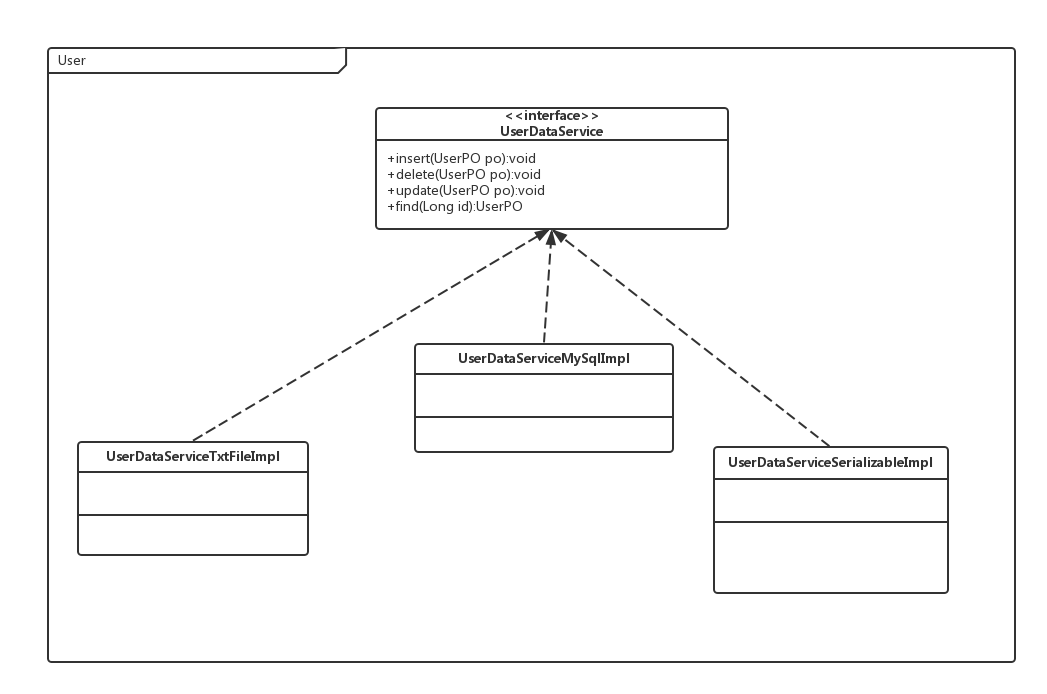 User
<<interface>>
UserDataService
+insert(UserPO po):void
+delete(UserPO po):void
+update(UserPO po):void
+find(Long id):UserPO
UserDataServiceMySqlImpl
UserDataServiceTxtFileImpl
UserDataServiceSerializableImpl